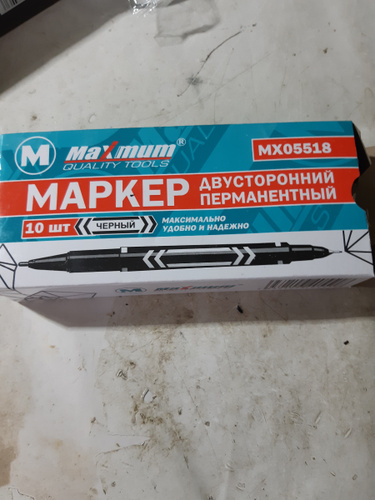 M MaXmum®
QUALITY TOOLS
MX05518
МАРКЕР ДВУСТОРОННИЙ
ПЕРМАНЕНТНЫЙ
10 ШТ ЧЕРНЫЙ МАКСИМАЛЬНО
УДОБНО И НАДЕЖНО